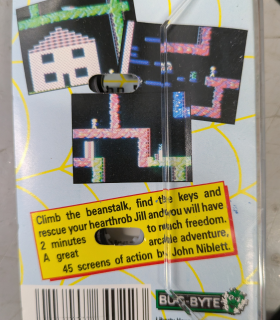 Climb the beanstalk, find the keys and
rescue your hearthrob Jill and you will have
2 minutes to reach freedom.
A great arcade adventure,
45 screens of action by John Niblett.
BUG-BYTE